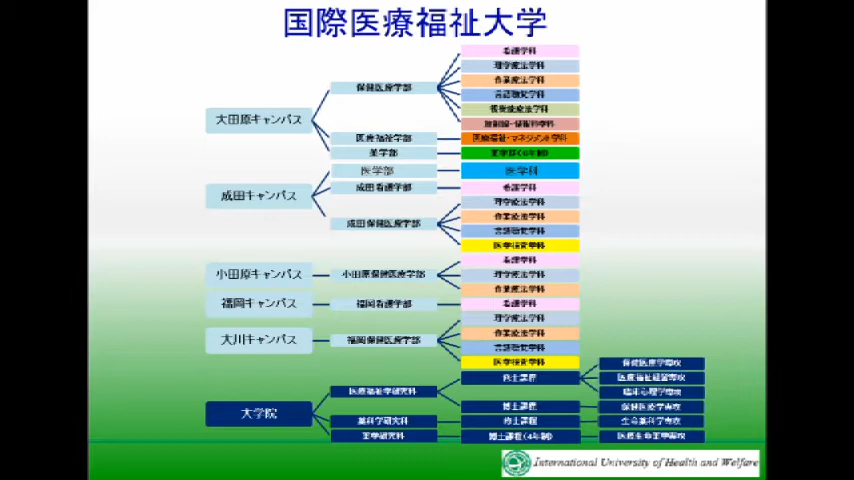 国際医療福祉大学
大田原キャンパス
保健医療学部
看護学科
理学療法学科
作業療法学科
言語聴覚学科
視機能療法学科
放射線・情報科学科
医療福祉学部
医療福祉・マネジメント学科
薬学部
薬学科(6年制)
成田キャンパス
医学部
医学科
成田看護学部
看護学科
成田保健医療学部
理学療法学科
作業療法学科
言語聴覚学科
医学検査学科
小田原キャンパス
小田原保健医療学部
看護学科
理学療法学科
作業療法学科
福岡キャンパス
福岡看護学部
看護学科
大川キャンパス
福岡保健医療学部
理学療法学科
作業療法学科
言語聴覚学科
医学検査学科
大学院
医療福祉学研究科
修士課程
保健医療学専攻
医療福祉経営専攻
臨床心理学専攻
博士課程
保健医療学専攻
薬科学研究科
修士課程
生命薬科学専攻
薬学研究科
博士課程(4年制)
医療生命薬学専攻
International University of Health and Welfare